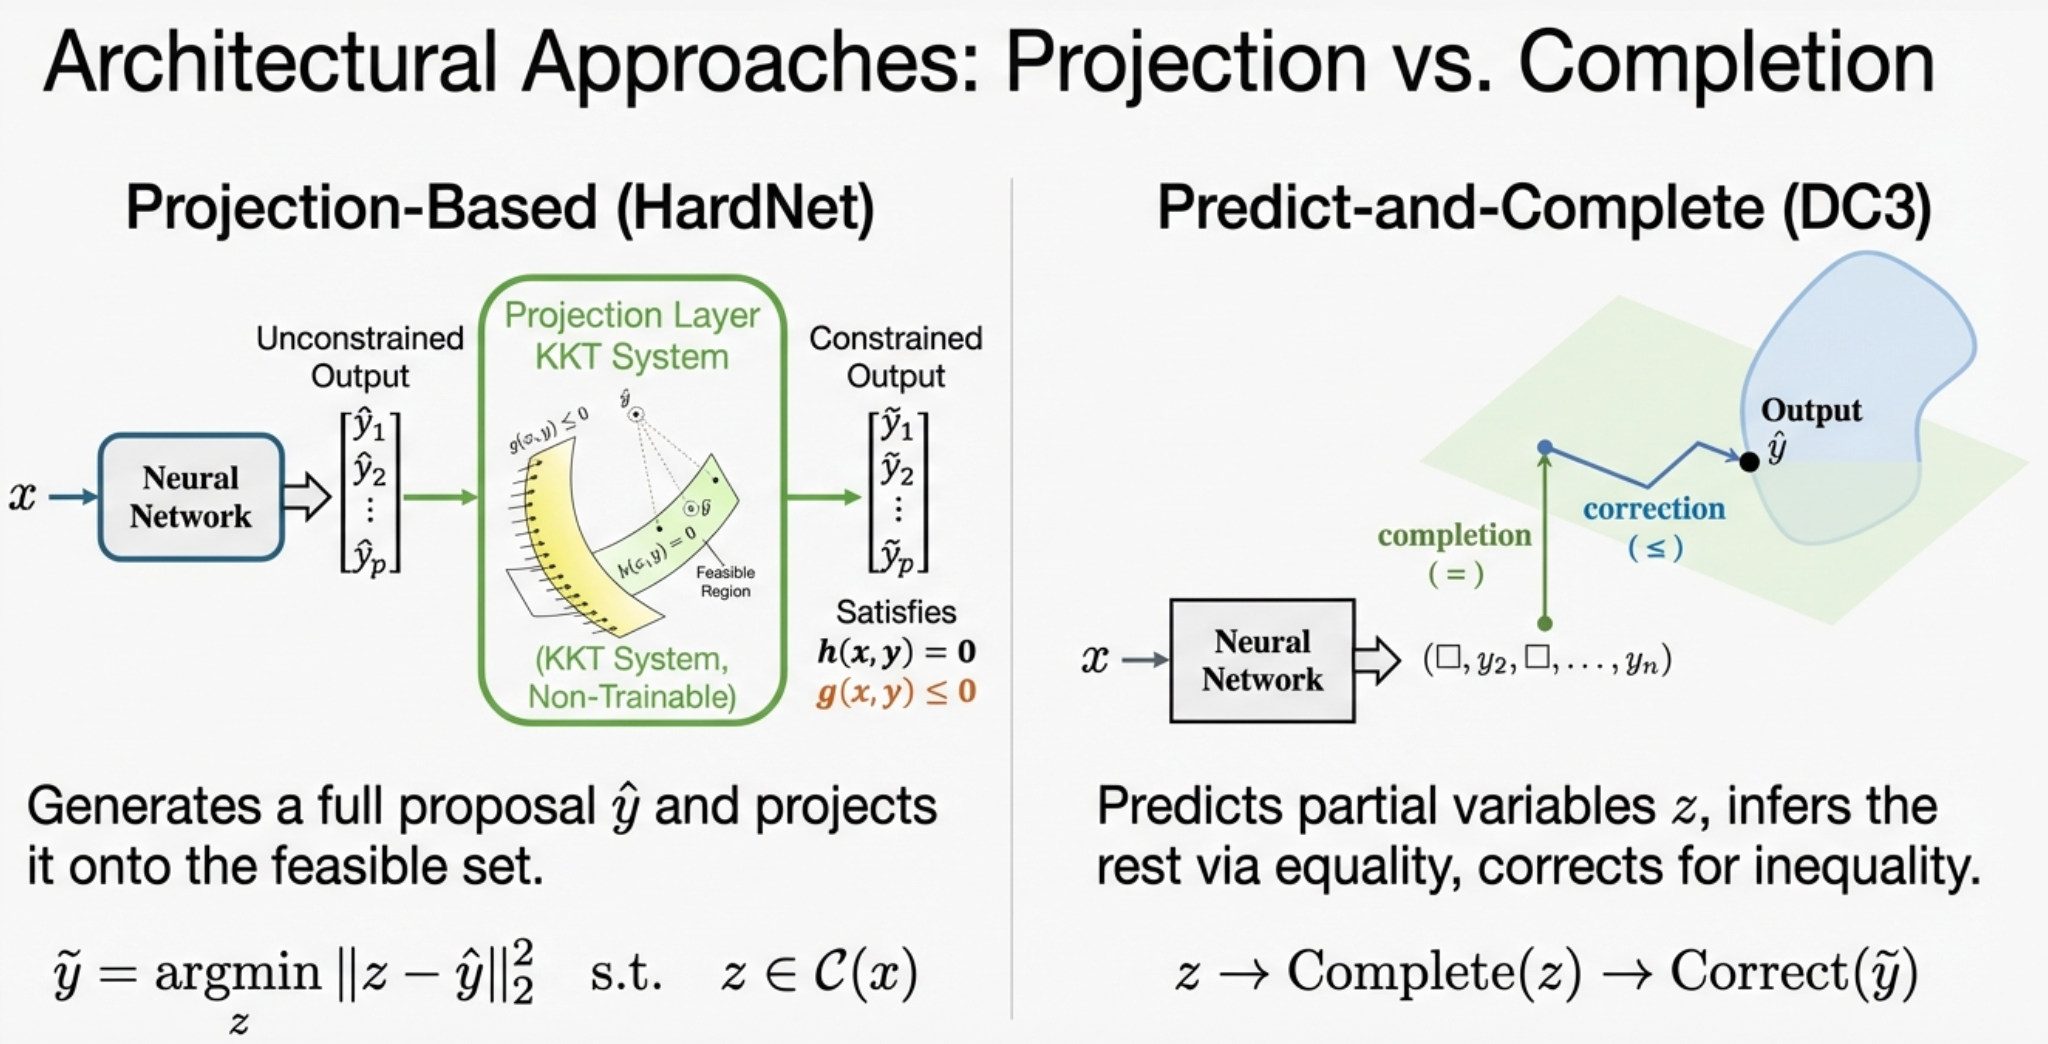 Architectural Approaches: Projection vs. Completion
Projection-Based (HardNet)
Unconstrained
Output
Projection Layer
KKT System
Constrained
Output
x
Neural
Network
ŷ₁
ŷ₂
⋮
ŷₚ
ŷ
g(x,y) ≤ 0
Feasible
Region
(KKT System,
Non-Trainable)
ỹ₁
ỹ₂
⋮
ỹₚ
Satisfies
h(x, y) = 0
g(x, y) ≤ 0
Generates a full proposal ŷ and projects
it onto the feasible set.
ỹ = argmin ||z − ŷ||₂² s.t. z ∈ 𝒞(x)
z
Predict-and-Complete (DC3)
Output
ŷ
correction
( ≤ )
completion
( = )
x
Neural
Network
(□, y₂, □, . . . , yₙ)
Predicts partial variables z, infers the
rest via equality, corrects for inequality.
z → Complete(z) → Correct(ỹ)